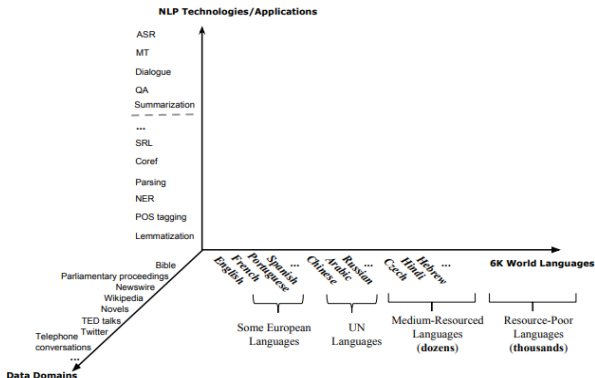 NLP Technologies/Applications
ASR
MT
Dialogue
QA
Summarization
...
SRL
Coref
Parsing
NER
POS tagging
Lemmatization
Bible
Parliamentary proceedings
Newswire
Wikipedia
Novels
TED talks
Twitter
Telephone
conversations
...
Data Domains
English
French
Portuguese
Spanish
...
Chinese
Arabic
Russian
...
Czech
Hindi
Hebrew
...
6K World Languages
Some European
Languages
UN
Languages
Medium-Resourced
Languages
(dozens)
Resource-Poor
Languages
(thousands)